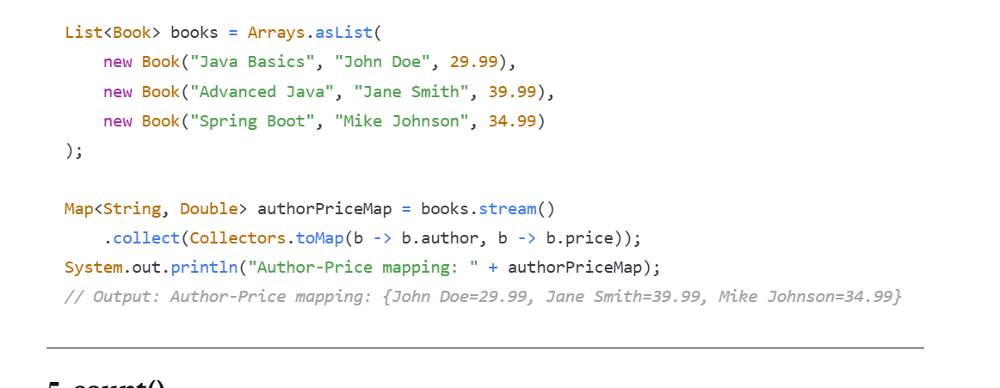 List<Book> books = Arrays.asList(
    new Book("Java Basics", "John Doe", 29.99),
    new Book("Advanced Java", "Jane Smith", 39.99),
    new Book("Spring Boot", "Mike Johnson", 34.99)
);
Map<String, Double> authorPriceMap = books.stream()
    .collect(Collectors.toMap(b -> b.author, b -> b.price));
System.out.println("Author-Price mapping: " + authorPriceMap);
// Output: Author-Price mapping: {John Doe=29.99, Jane Smith=39.99, Mike Johnson=34.99}
5. count()